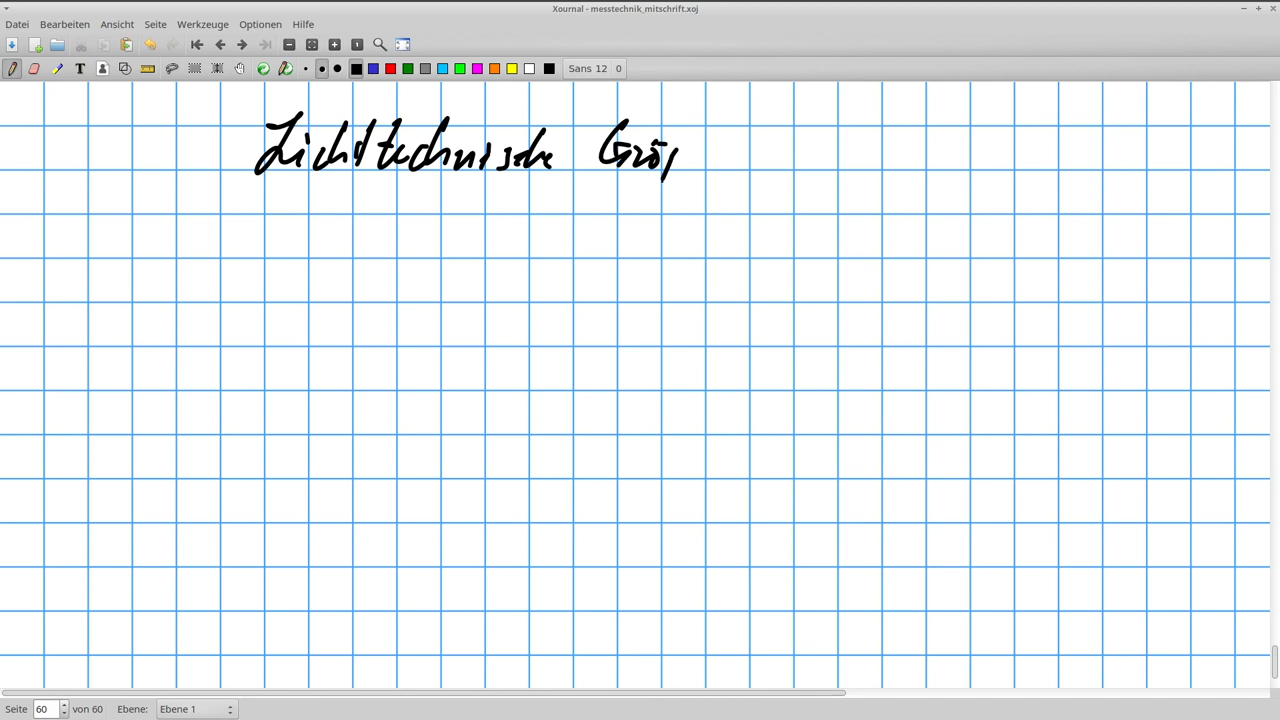 Xournal - messtechnik_mitschrift.xoj
Datei Bearbeiten Ansicht Seite Werkzeuge Optionen Hilfe
Sans 12 0
Lichttechnische Grö
Seite 60 von 60 Ebene: Ebene 1